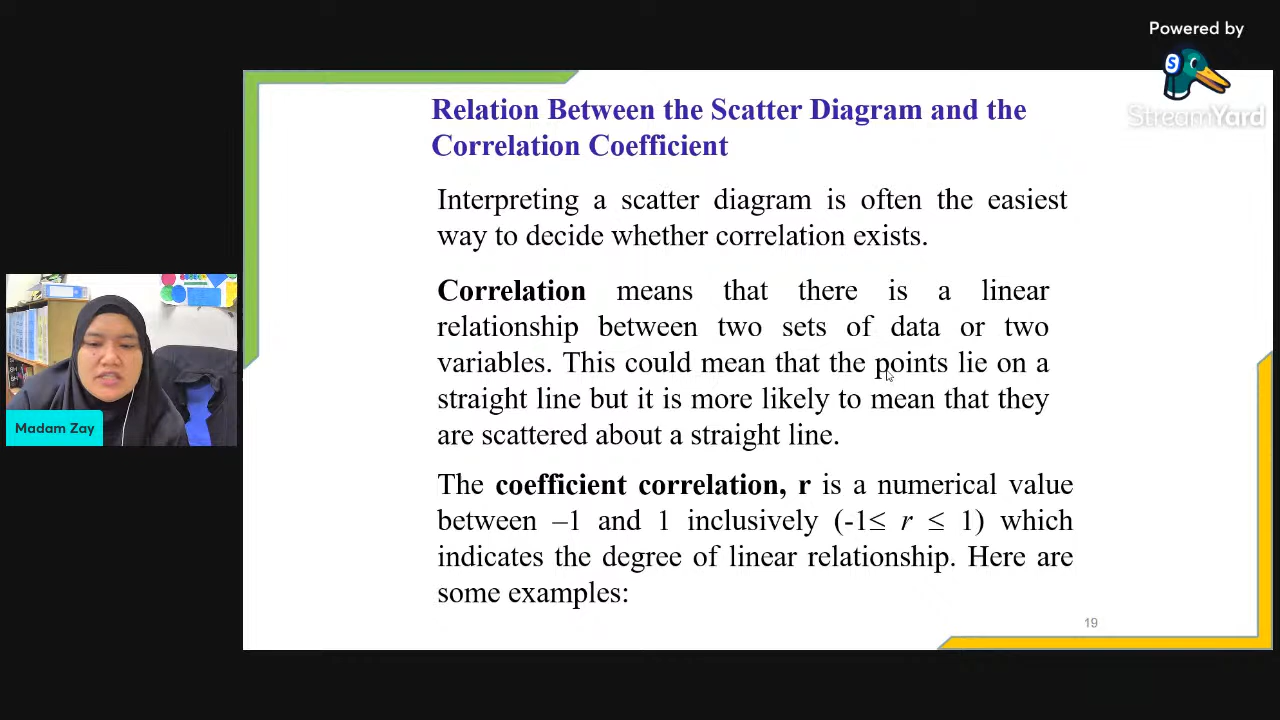 Powered by
S
StreamYard
Relation Between the Scatter Diagram and the
Correlation Coefficient
Interpreting a scatter diagram is often the easiest
way to decide whether correlation exists.
Correlation means that there is a linear
relationship between two sets of data or two
variables. This could mean that the points lie on a
straight line but it is more likely to mean that they
are scattered about a straight line.
The coefficient correlation, r is a numerical value
between –1 and 1 inclusively (-1≤ r ≤ 1) which
indicates the degree of linear relationship. Here are
some examples:
19
Madam Zay